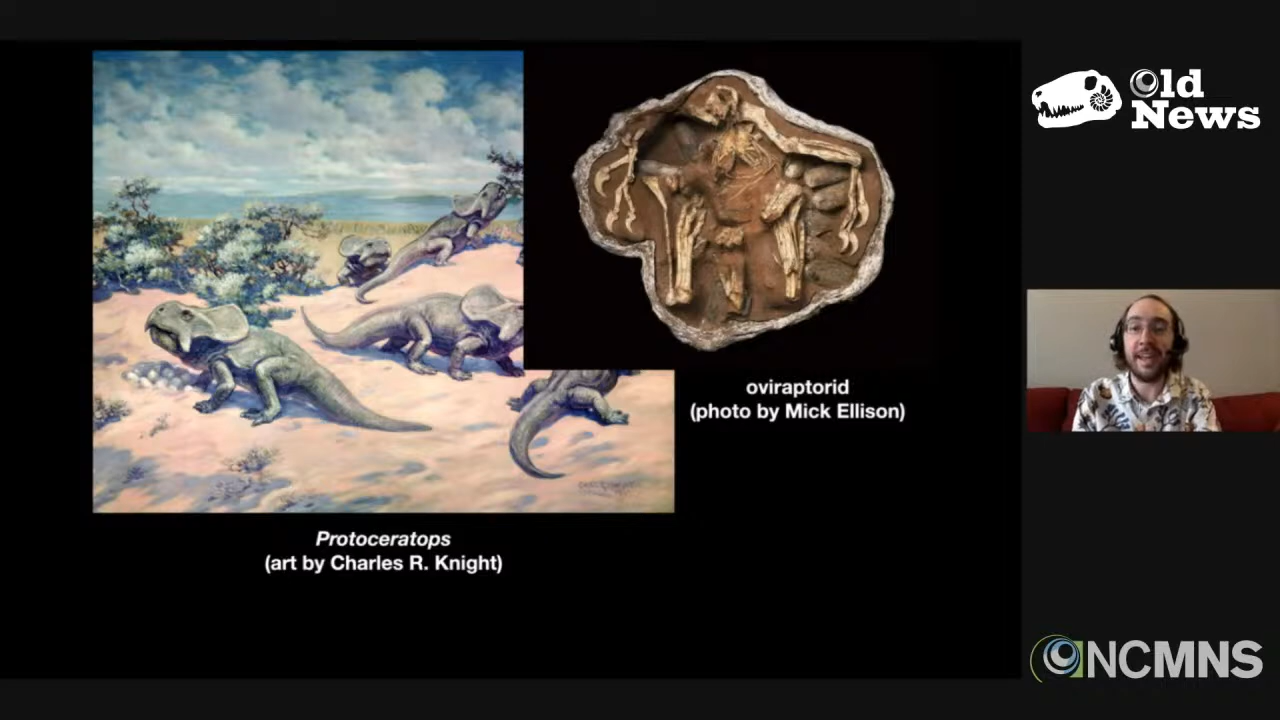 Old
News
oviraptorid
(photo by Mick Ellison)
Protoceratops
(art by Charles R. Knight)
NCMNS